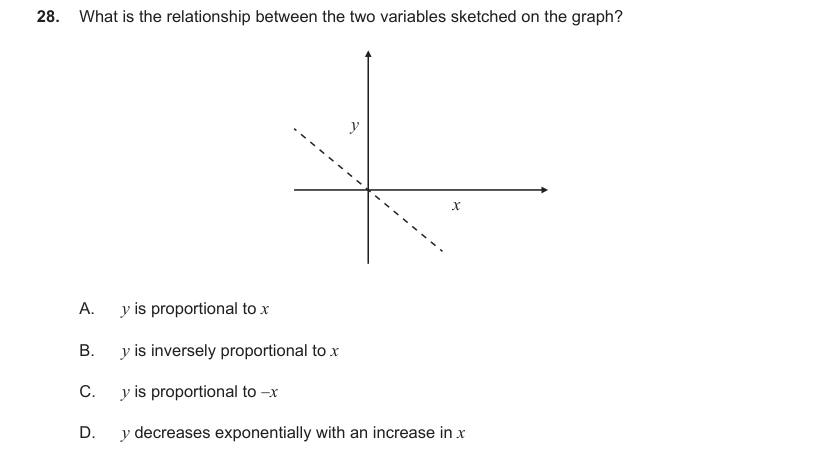 28. What is the relationship between the two variables sketched on the graph?
y
x
A. y is proportional to x
B. y is inversely proportional to x
C. y is proportional to –x
D. y decreases exponentially with an increase in x